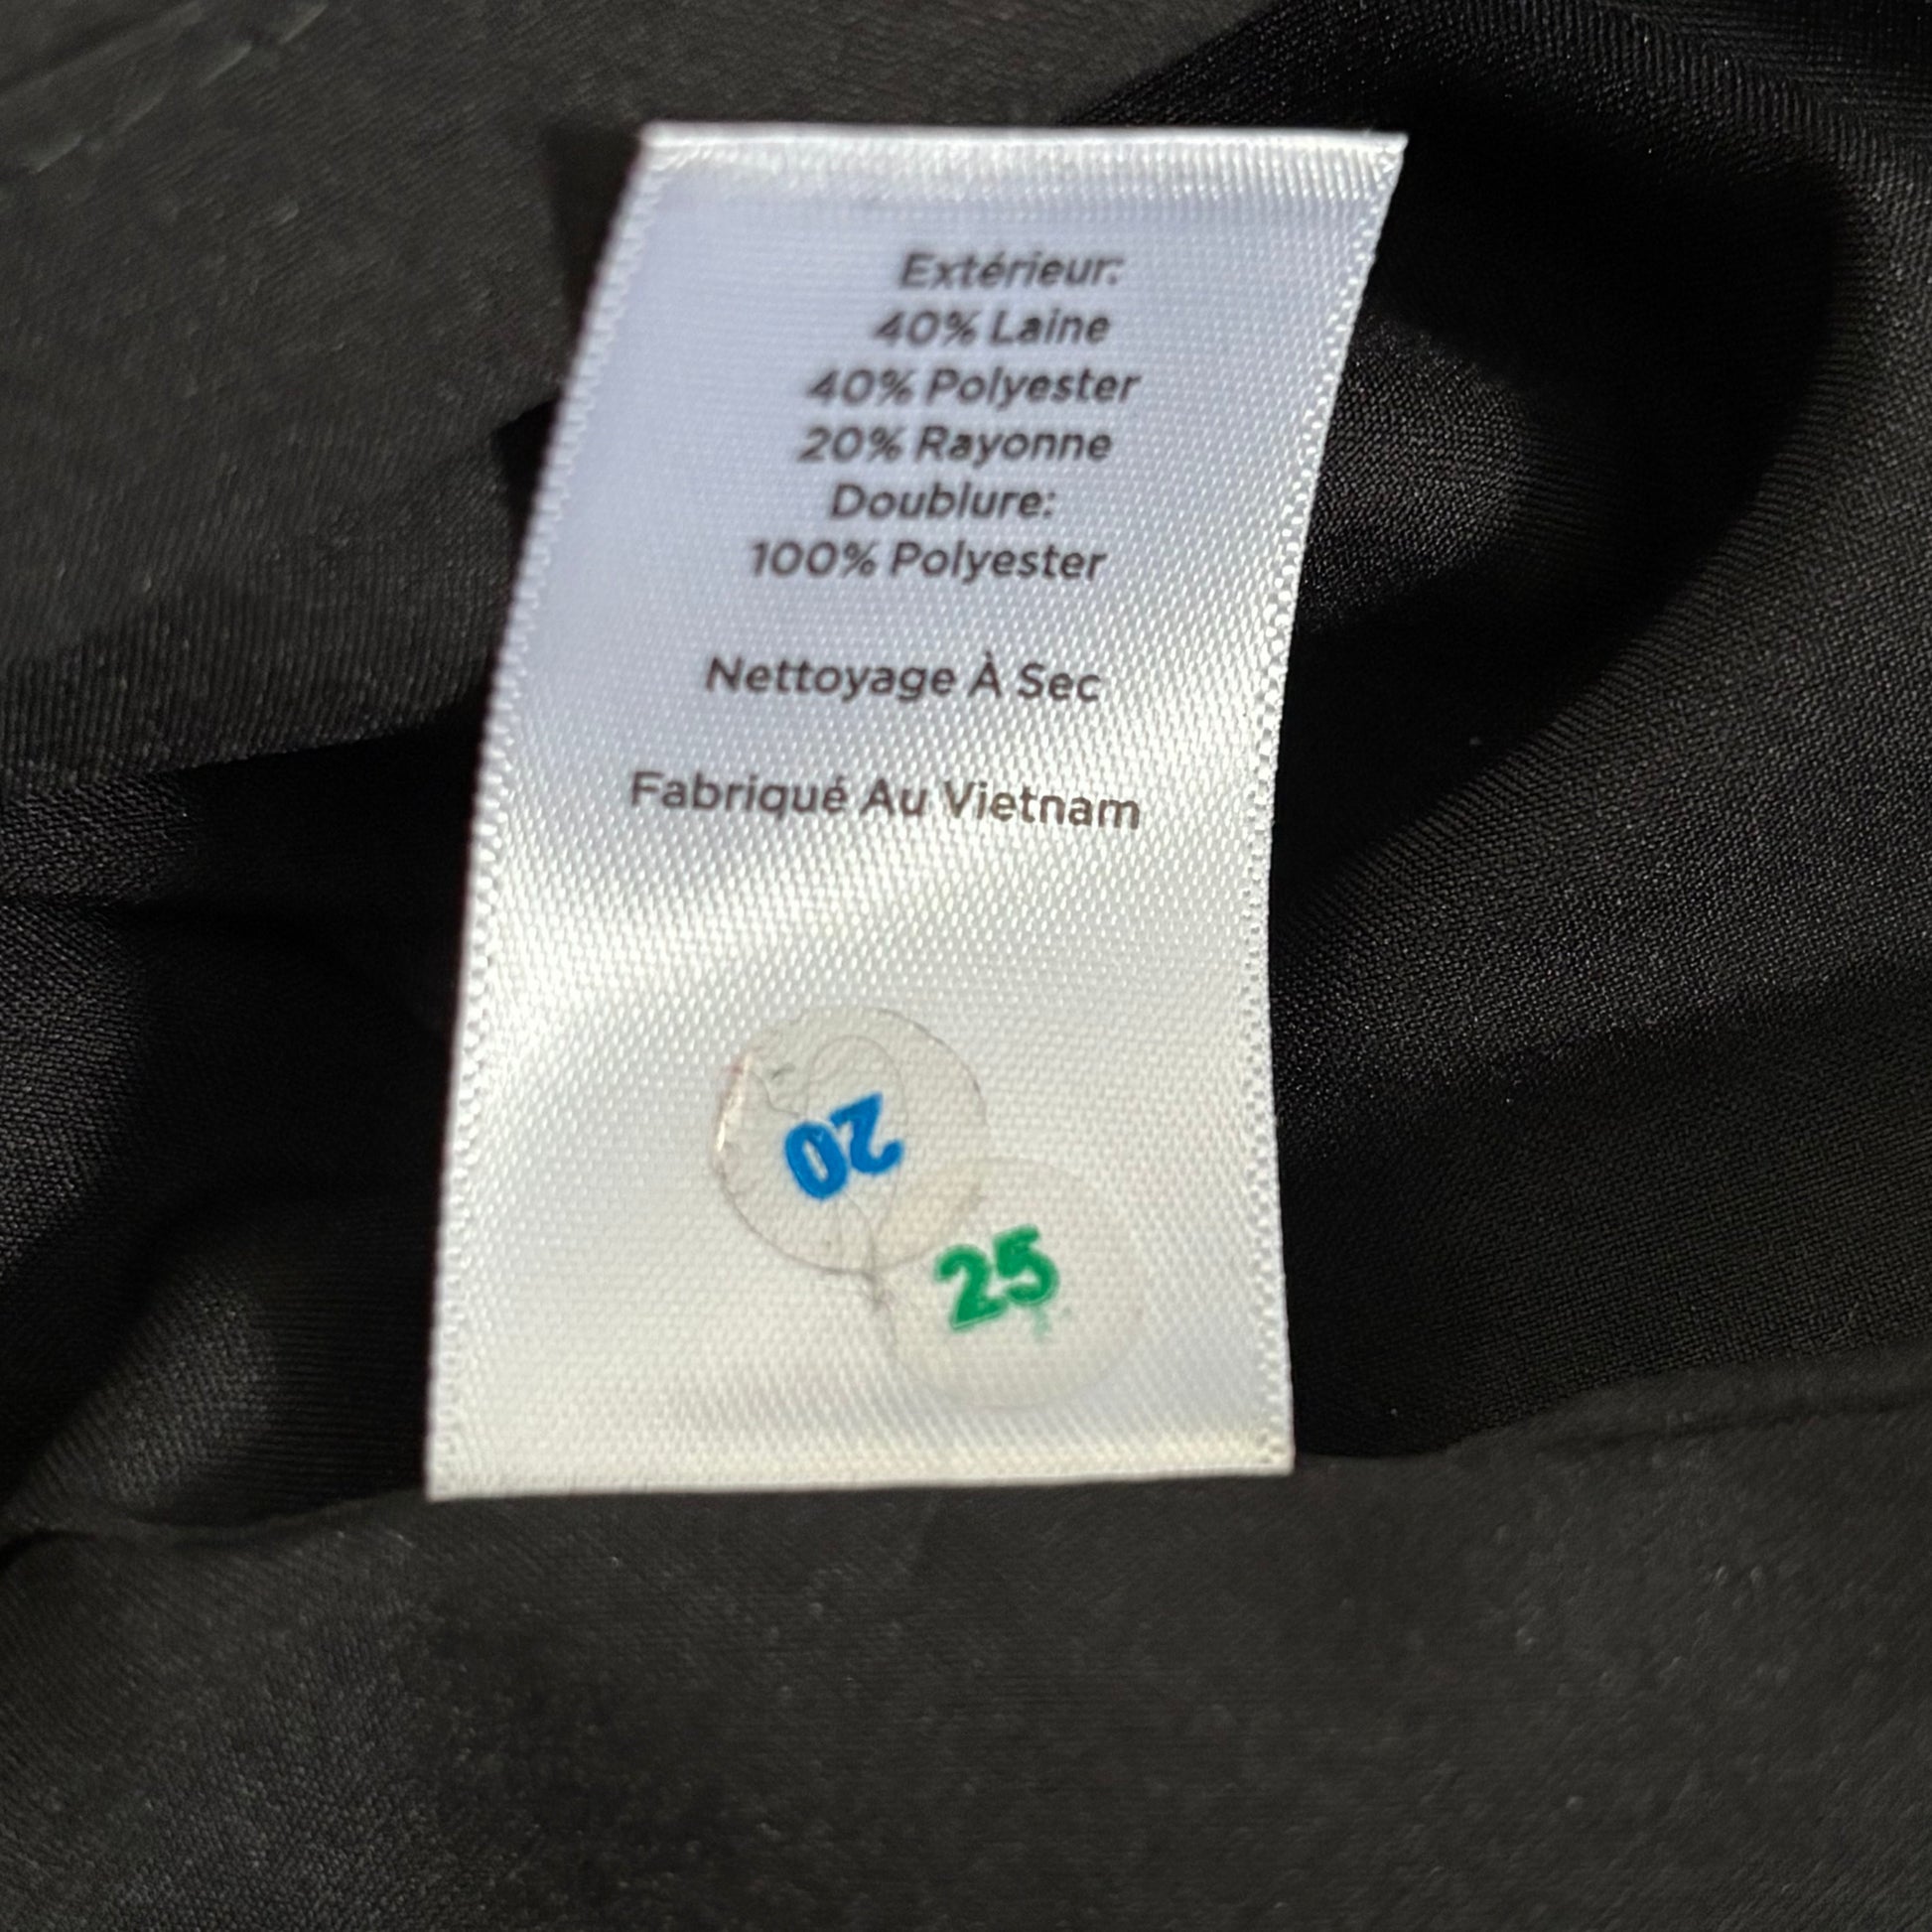 Extérieur:
40% Laine
40% Polyester
20% Rayonne
Doublure:
100% Polyester
Nettoyage À Sec
Fabriqué Au Vietnam
20
25